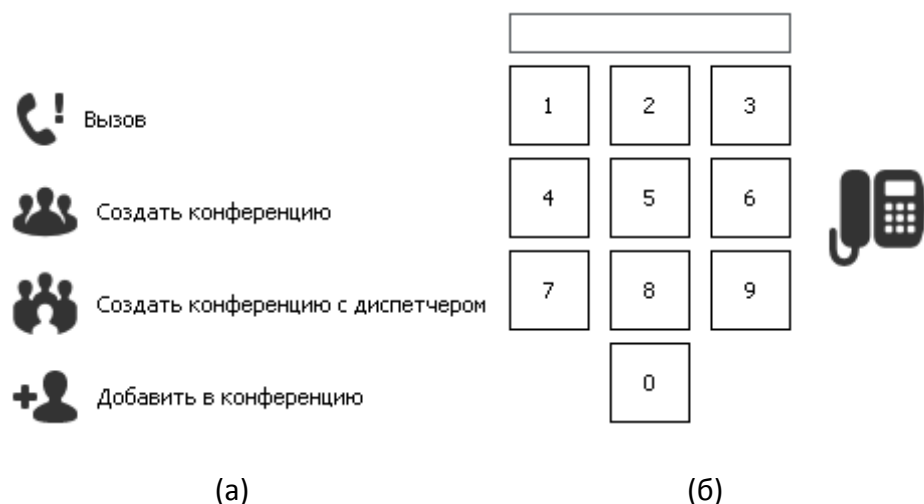 Вызов
Создать конференцию
Создать конференцию с диспетчером
Добавить в конференцию
(а)
1 2 3
4 5 6
7 8 9
0
(б)